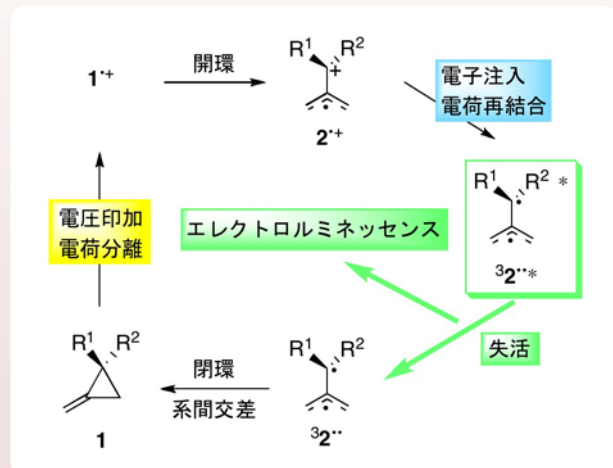 1•+
開環
R1 R2
+
•
2•+
電子注入
電荷再結合
R1 R2 *
•
•
32••*
エレクトロルミネッセンス
失活
電圧印加
電荷分離
R1 R2
1
閉環
系間交差
R1 R2
•
•
32••